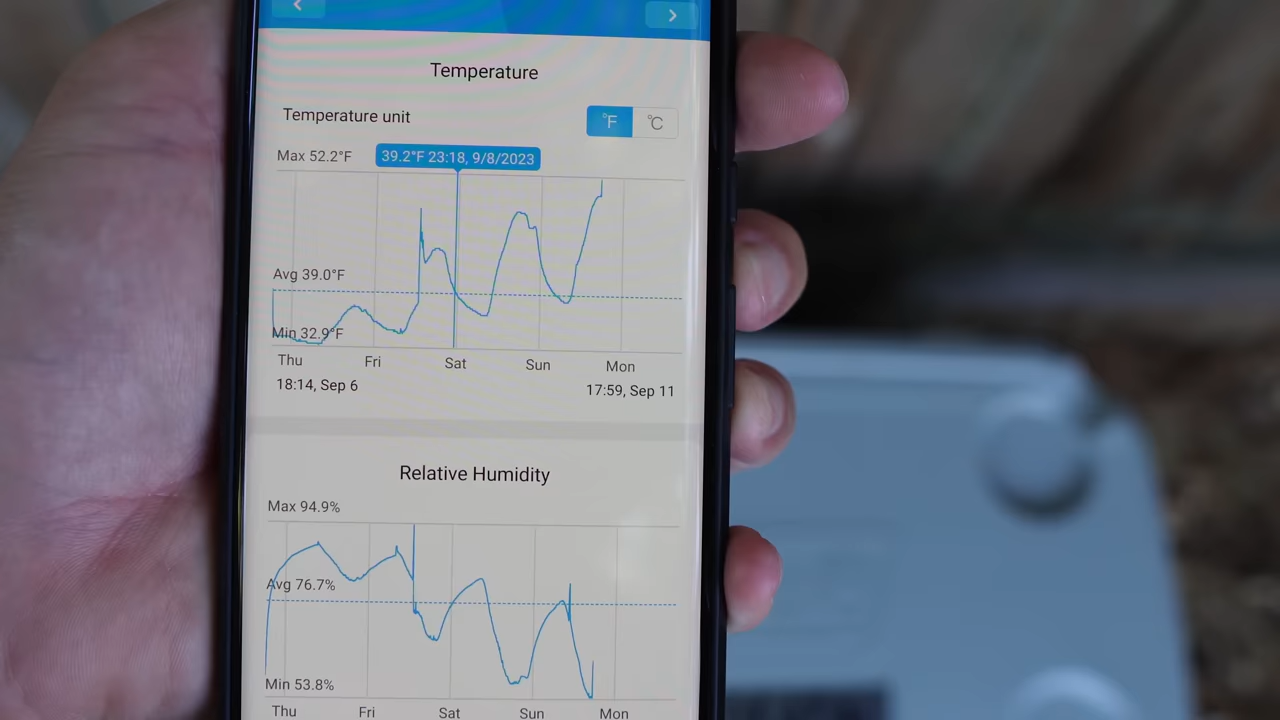 Temperature
Temperature unit °F °C
Max 52.2°F 39.2°F 23:18, 9/8/2023
Avg 39.0°F
Min 32.9°F
Thu Fri Sat Sun Mon
18:14, Sep 6 17:59, Sep 11
Relative Humidity
Max 94.9%
Avg 76.7%
Min 53.8%
Thu Fri Sat Sun Mon